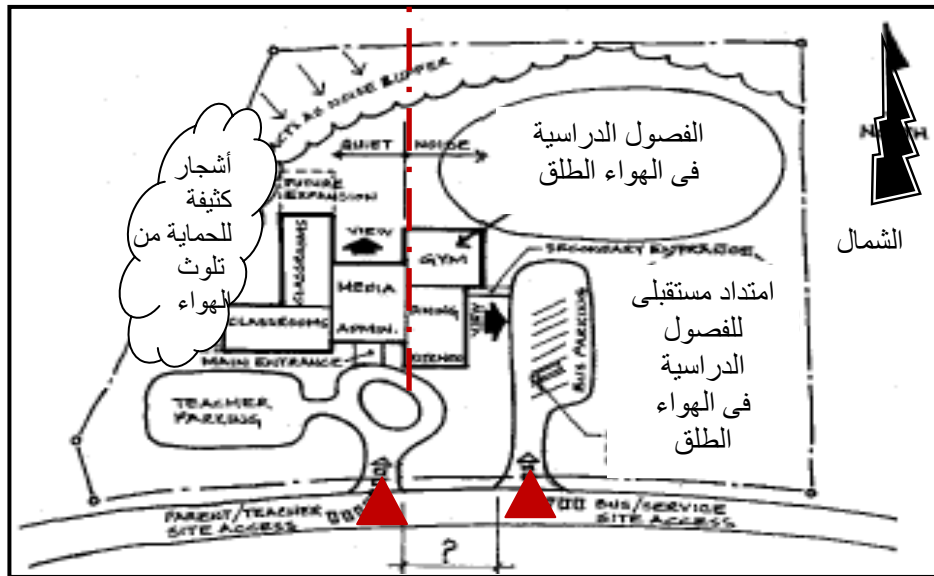 ACTS AS NOISE BUFFER
QUIET NOISE
الفصول الدراسية
فى الهواء الطلق
أشجار
كثيفة
للحماية من
تلوث
الهواء
NORTH
الشمال
FUTURE
EXPANSION
VIEW
GYM
SECONDARY ENTRANCE
CLASSROOMS
MEDIA
امتداد مستقبلى
للفصول
الدراسية
فى الهواء
الطلق
CLASSROOMS
ADMIN.
DINING
VIEW
BUS PARKING
KITCHEN
MAIN ENTRANCE
TEACHER
PARKING
PARENT/TEACHER
SITE ACCESS
BUS/SERVICE
SITE ACCESS
?